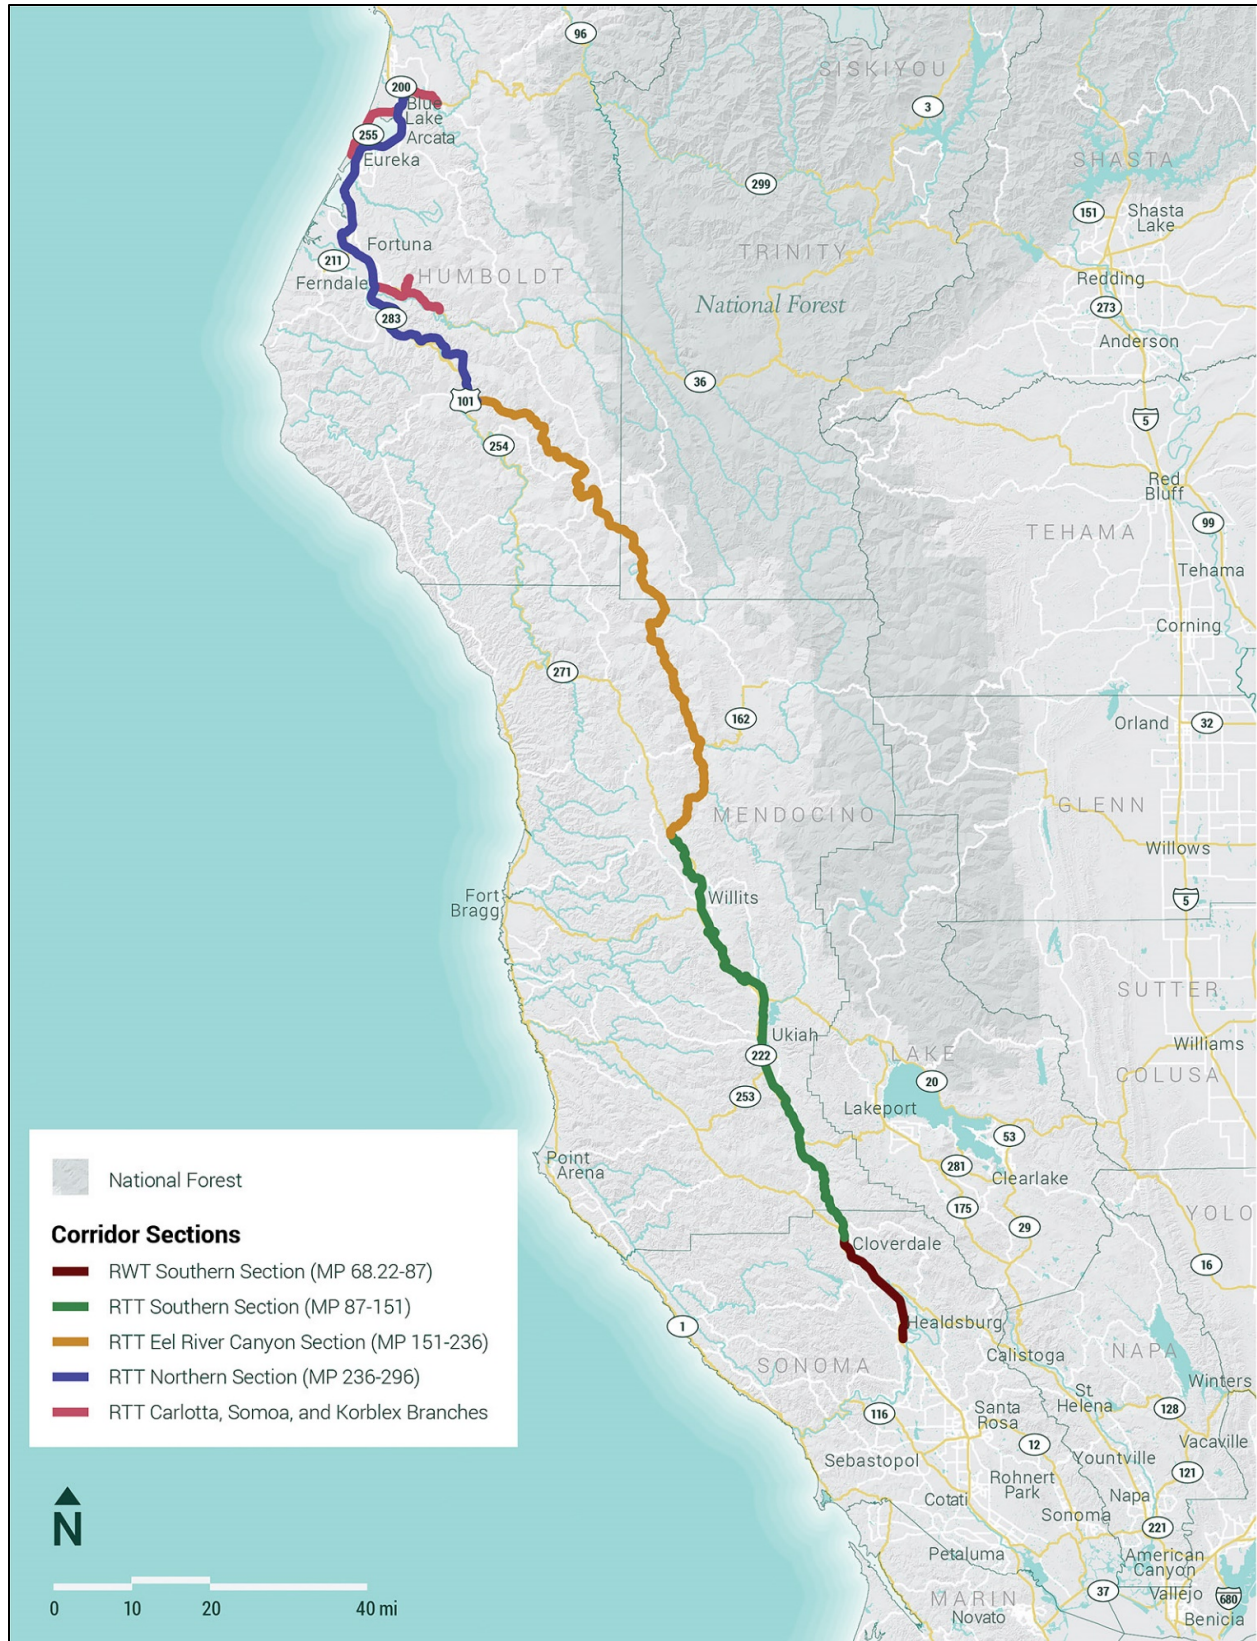 96
SISKIYOU
3
200
Blue
Lake
255
Arcata
Eureka
SHASTA
299
151
Shasta
Lake
Fortuna
TRINITY
211
Ferndale
HUMBOLDT
Redding
National Forest
273
283
Anderson
36
101
5
254
Red
Bluff
99
TEHAMA
Tehama
Corning
271
162
Orland
32
MENDOCINO
GLENN
Willows
Fort
Bragg
Willits
5
SUTTER
Ukiah
Williams
222
LAKE
COLUSA
20
253
Lakeport
53
Point
Arena
281
Clearlake
175
29
YOLO
Cloverdale
16
1
Healdsburg
Calistoga
NAPA
SONOMA
Winters
St
Helena
128
116
Santa
Rosa
12
Vacaville
Sebastopol
Yountville
121
Rohnert
Park
Cotati
Napa
Sonoma
221
Petaluma
American
Canyon
37
Vallejo
680
MARIN
Novato
Benicia
National Forest
Corridor Sections
RWT Southern Section (MP 68.22-87)
RTT Southern Section (MP 87-151)
RTT Eel River Canyon Section (MP 151-236)
RTT Northern Section (MP 236-296)
RTT Carlotta, Somoa, and Korblex Branches
N
0 10 20 40 mi